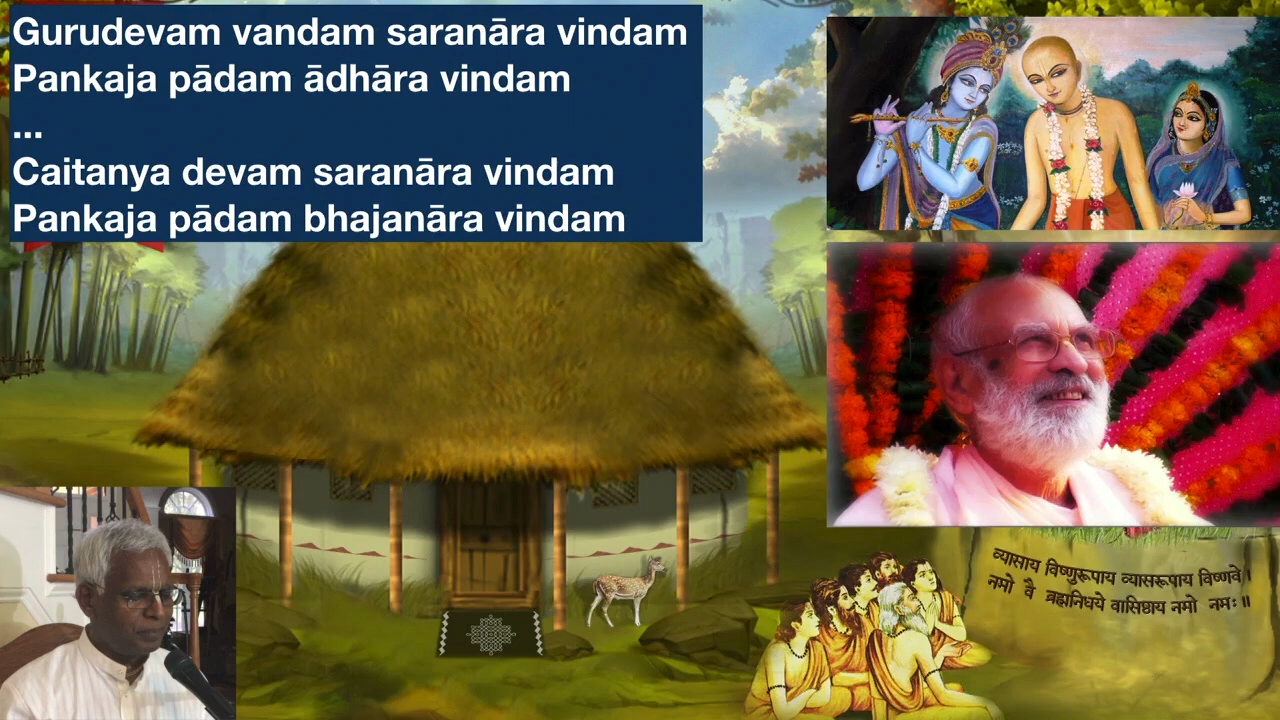 Gurudevam vandam saranāra vindam
Pankaja pādam ādhāra vindam
...
Caitanya devam saranāra vindam
Pankaja pādam bhajanāra vindam
व्यासाय विष्णुरूपाय व्यासरूपाय विष्णवे।
नमो वै ब्रह्मनिधये वासिष्ठाय नमो नमः॥